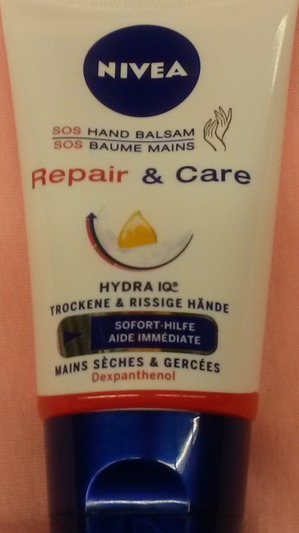 NIVEA
SOS HAND BALSAM
SOS BAUME MAINS
Repair & Care
HYDRA IQ®
TROCKENE & RISSIGE HÄNDE
SOFORT-HILFE
AIDE IMMÉDIATE
MAINS SÈCHES & GERCÉES
Dexpanthenol